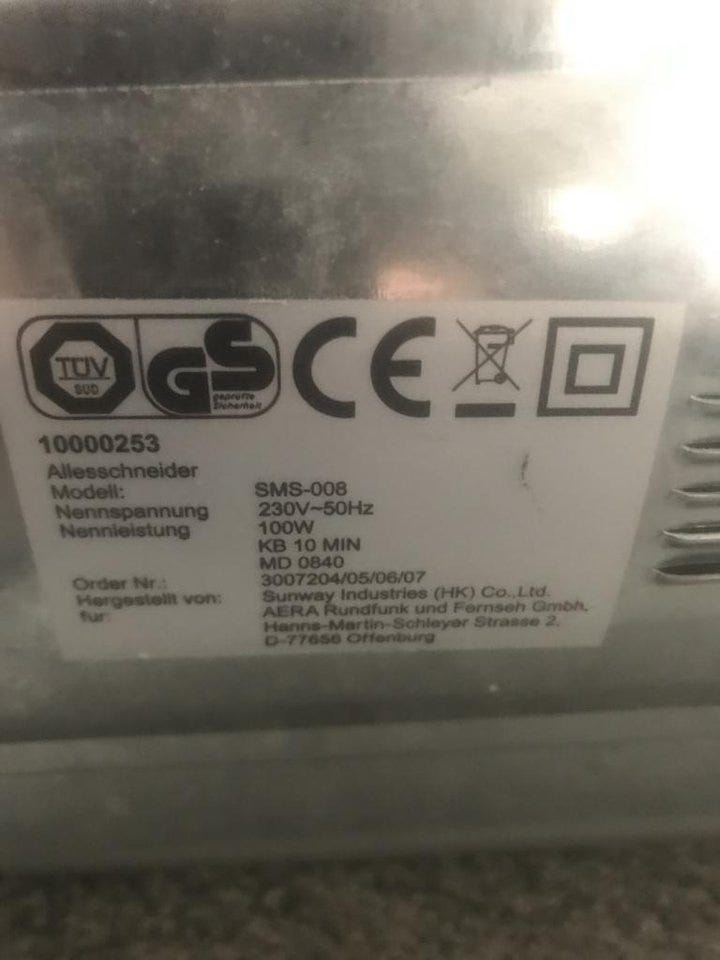 TÜV
SÜD
GS
geprüfte
Sicherheit
CE
10000253
Allesschneider
Modell: SMS-008
Nennspannung 230V~50Hz
Nennleistung 100W
KB 10 MIN
MD 0840
Order Nr.: 3007204/05/06/07
Hergestellt von: Sunway Industries (HK) Co.,Ltd.
fur: AERA Rundfunk und Fernseh Gmbh,
Hanns-Martin-Schleyer Strasse 2,
D-77656 Offenburg